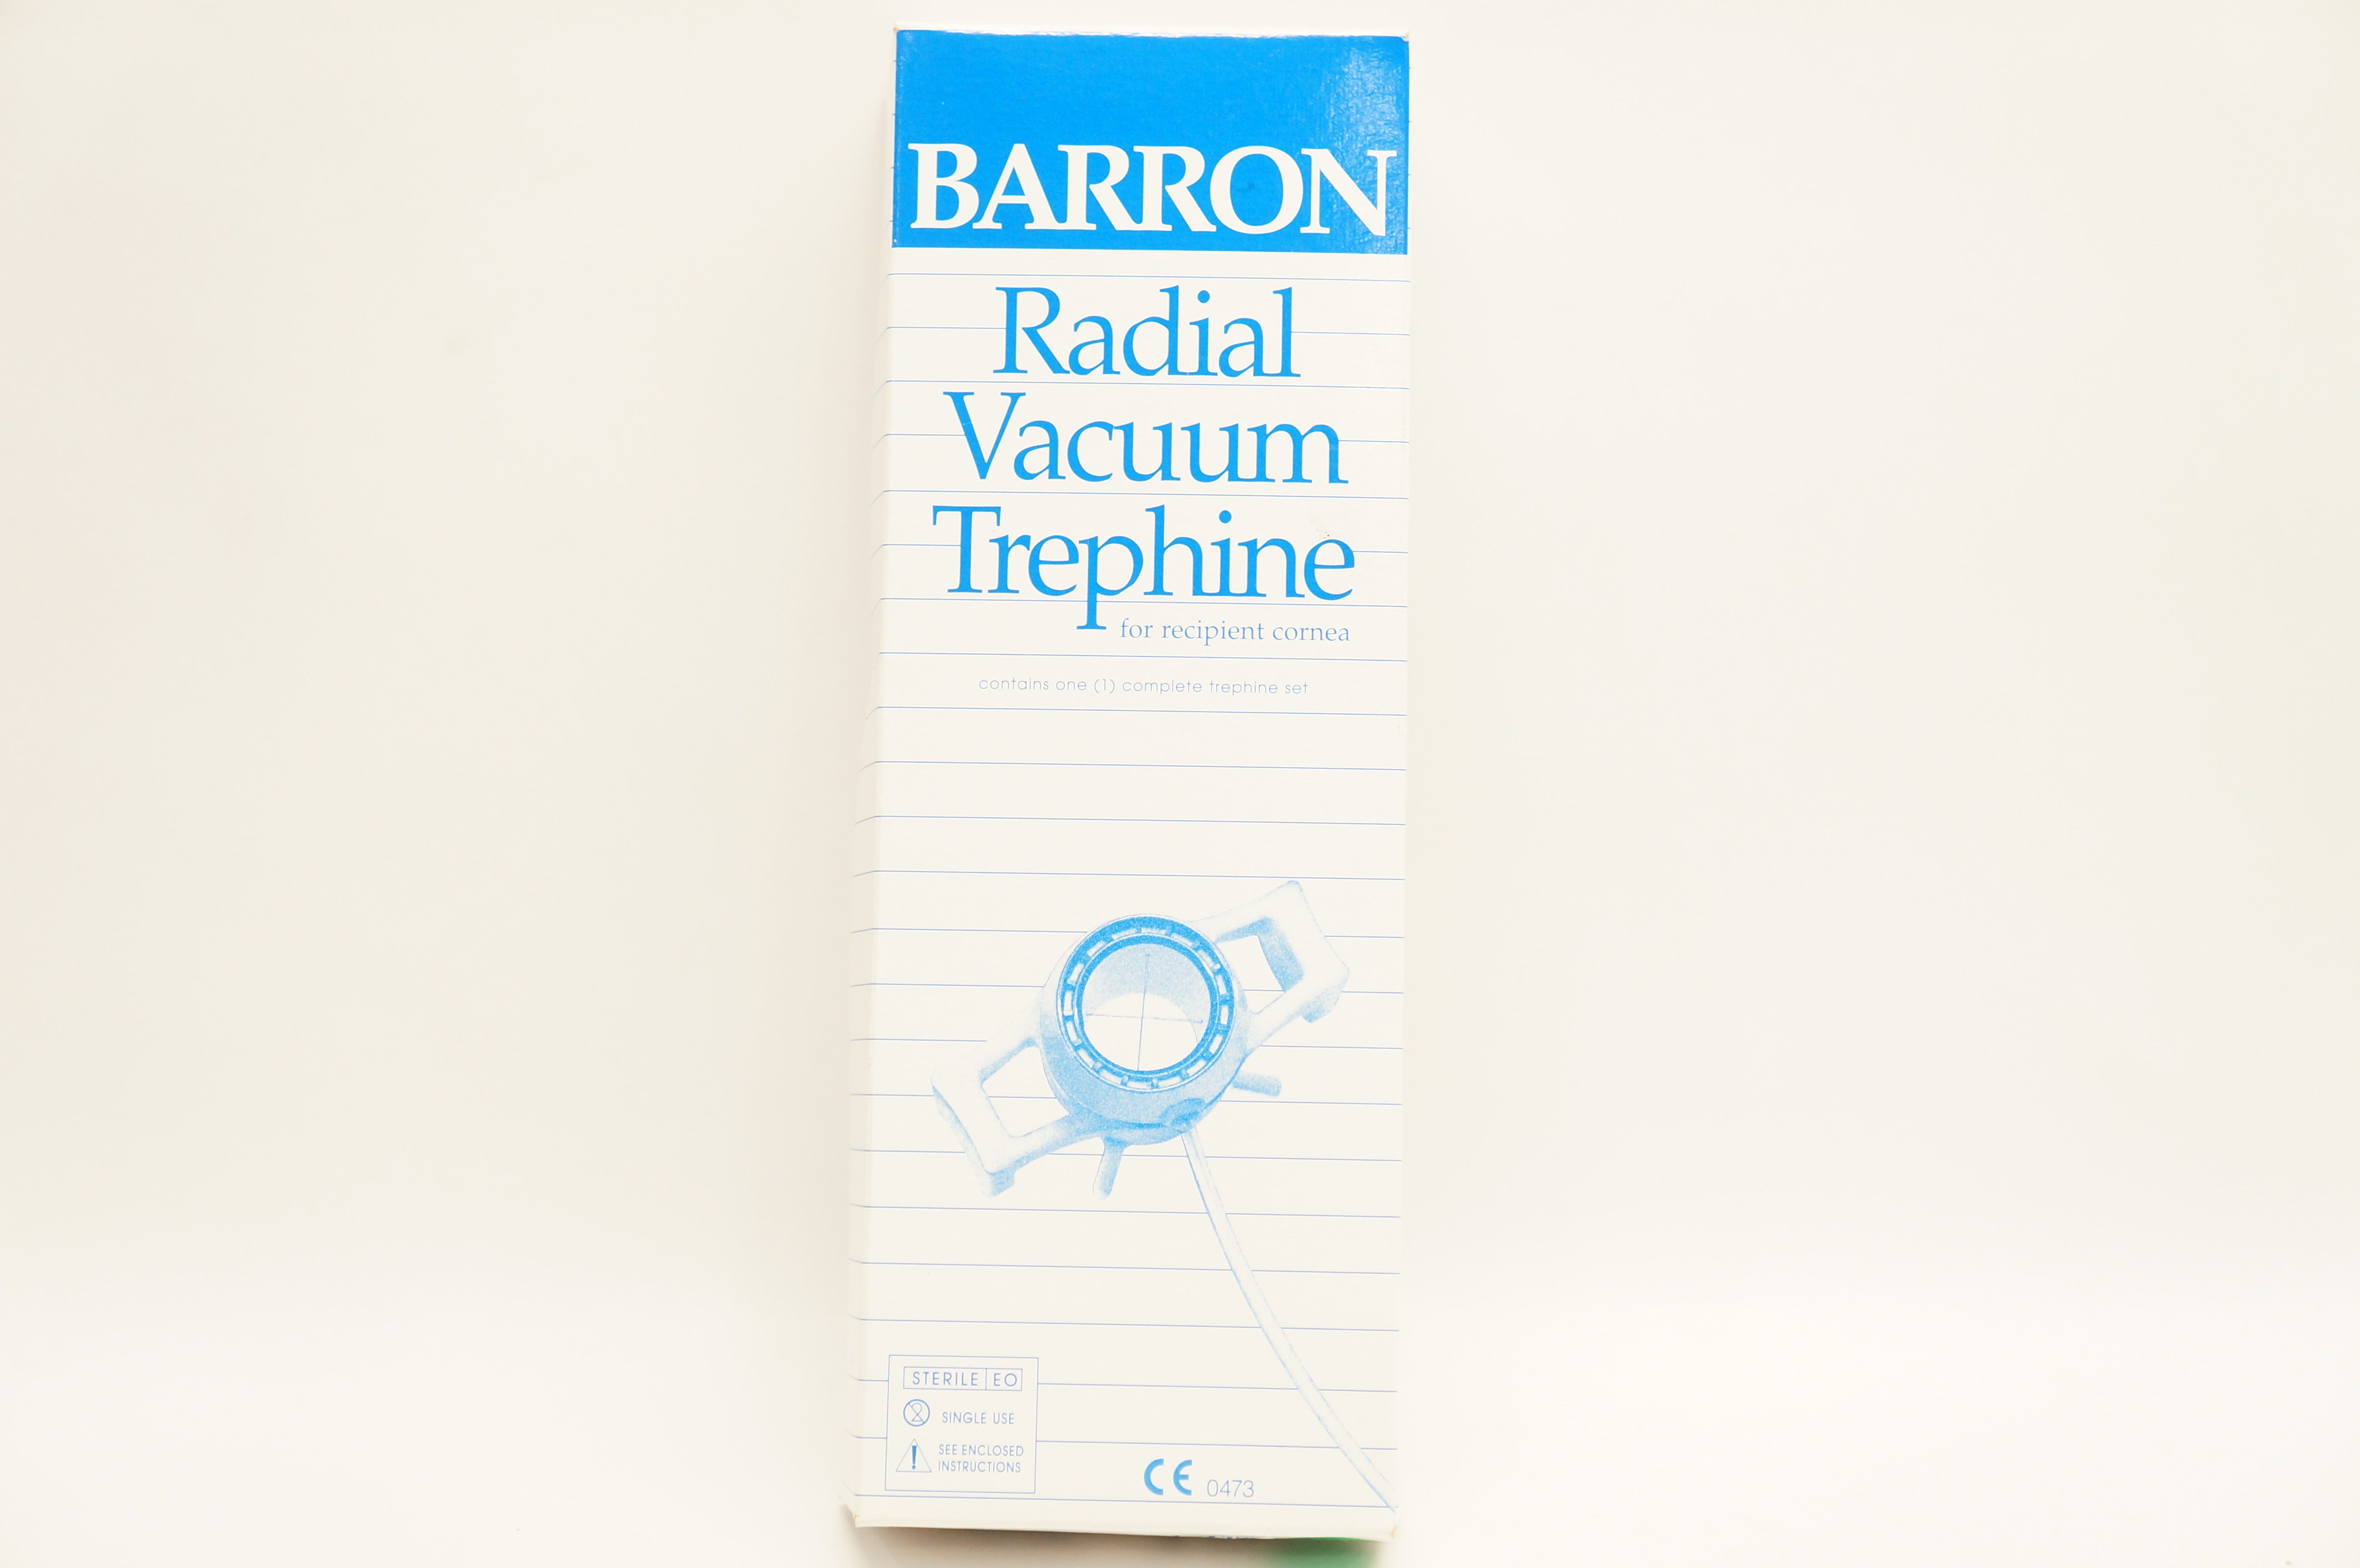 BARRON
Radial
Vacuum
Trephine
for recipient cornea
contains one (1) complete trephine set
STERILE EO
SINGLE USE
SEE ENCLOSED
INSTRUCTIONS
CE 0473